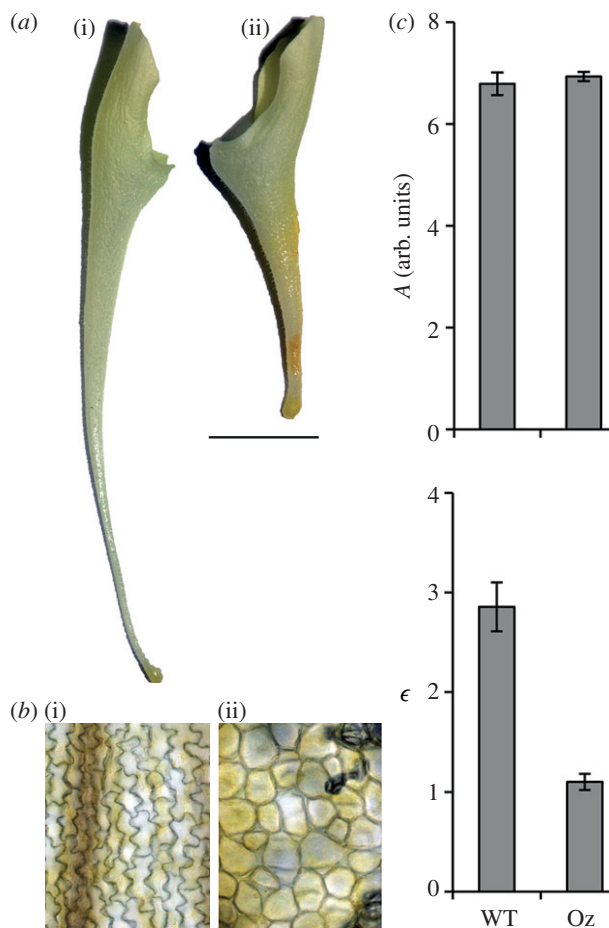 (a) (i) (ii)
(b) (i) (ii)
(c)
8
6
4
2
0
A (arb. units)
4
3
2
1
0
ϵ
WT Oz